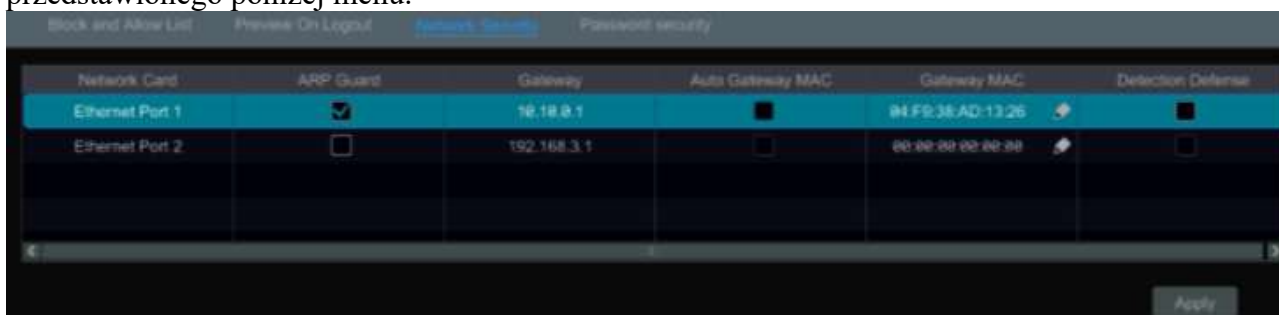 przedstawionego poniżej menu.
Block and Allow List Preview On Logout Network Security Password security
Network Card ARP Guard Gateway Auto Gateway MAC Gateway MAC Detection Defense
Ethernet Port 1 10.10.0.1 04:F9:38:AD:13:26
Ethernet Port 2 192.168.3.1 00:00:00:00:00:00
Apply